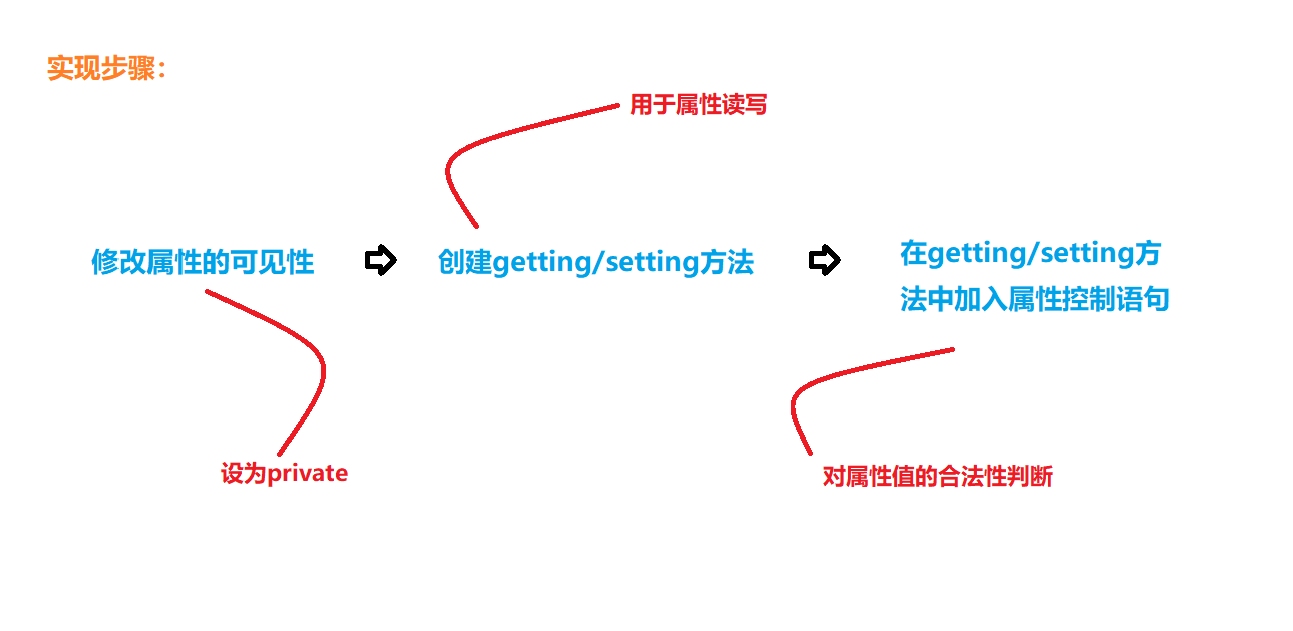 实现步骤：
用于属性读写
修改属性的可见性
创建getting/setting方法
在getting/setting方
法中加入属性控制语句
设为private
对属性值的合法性判断